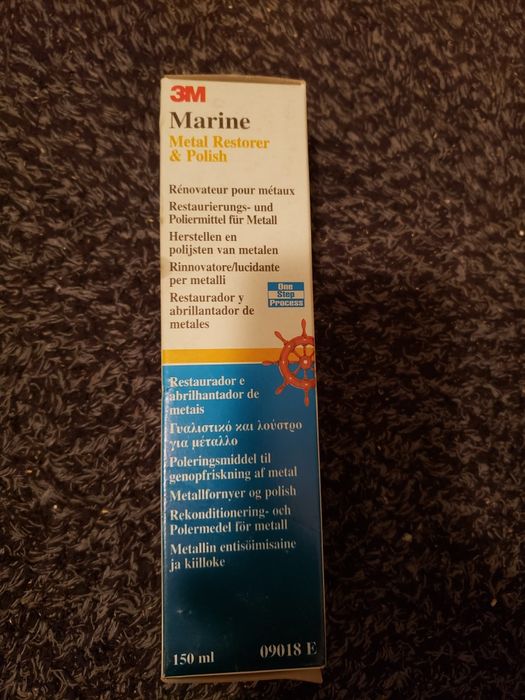 3M
Marine
Metal Restorer
& Polish
Rénovateur pour métaux
Restaurierungs- und
Poliermittel für Metall
Herstellen en
polijsten van metalen
Rinnovatore/lucidante
per metalli
Restaurador y
abrillantador de
metales
One
Step
Process
Restaurador e
abrilhantador de
metais
Γυαλιστικό και λούστρο
για μέταλλο
Poleringsmiddel til
genopfriskning af metal
Metallfornyer og polish
Rekonditionering- och
Polermedel för metall
Metallin entisöimisaine
ja kiilloke
150 ml
09018 E